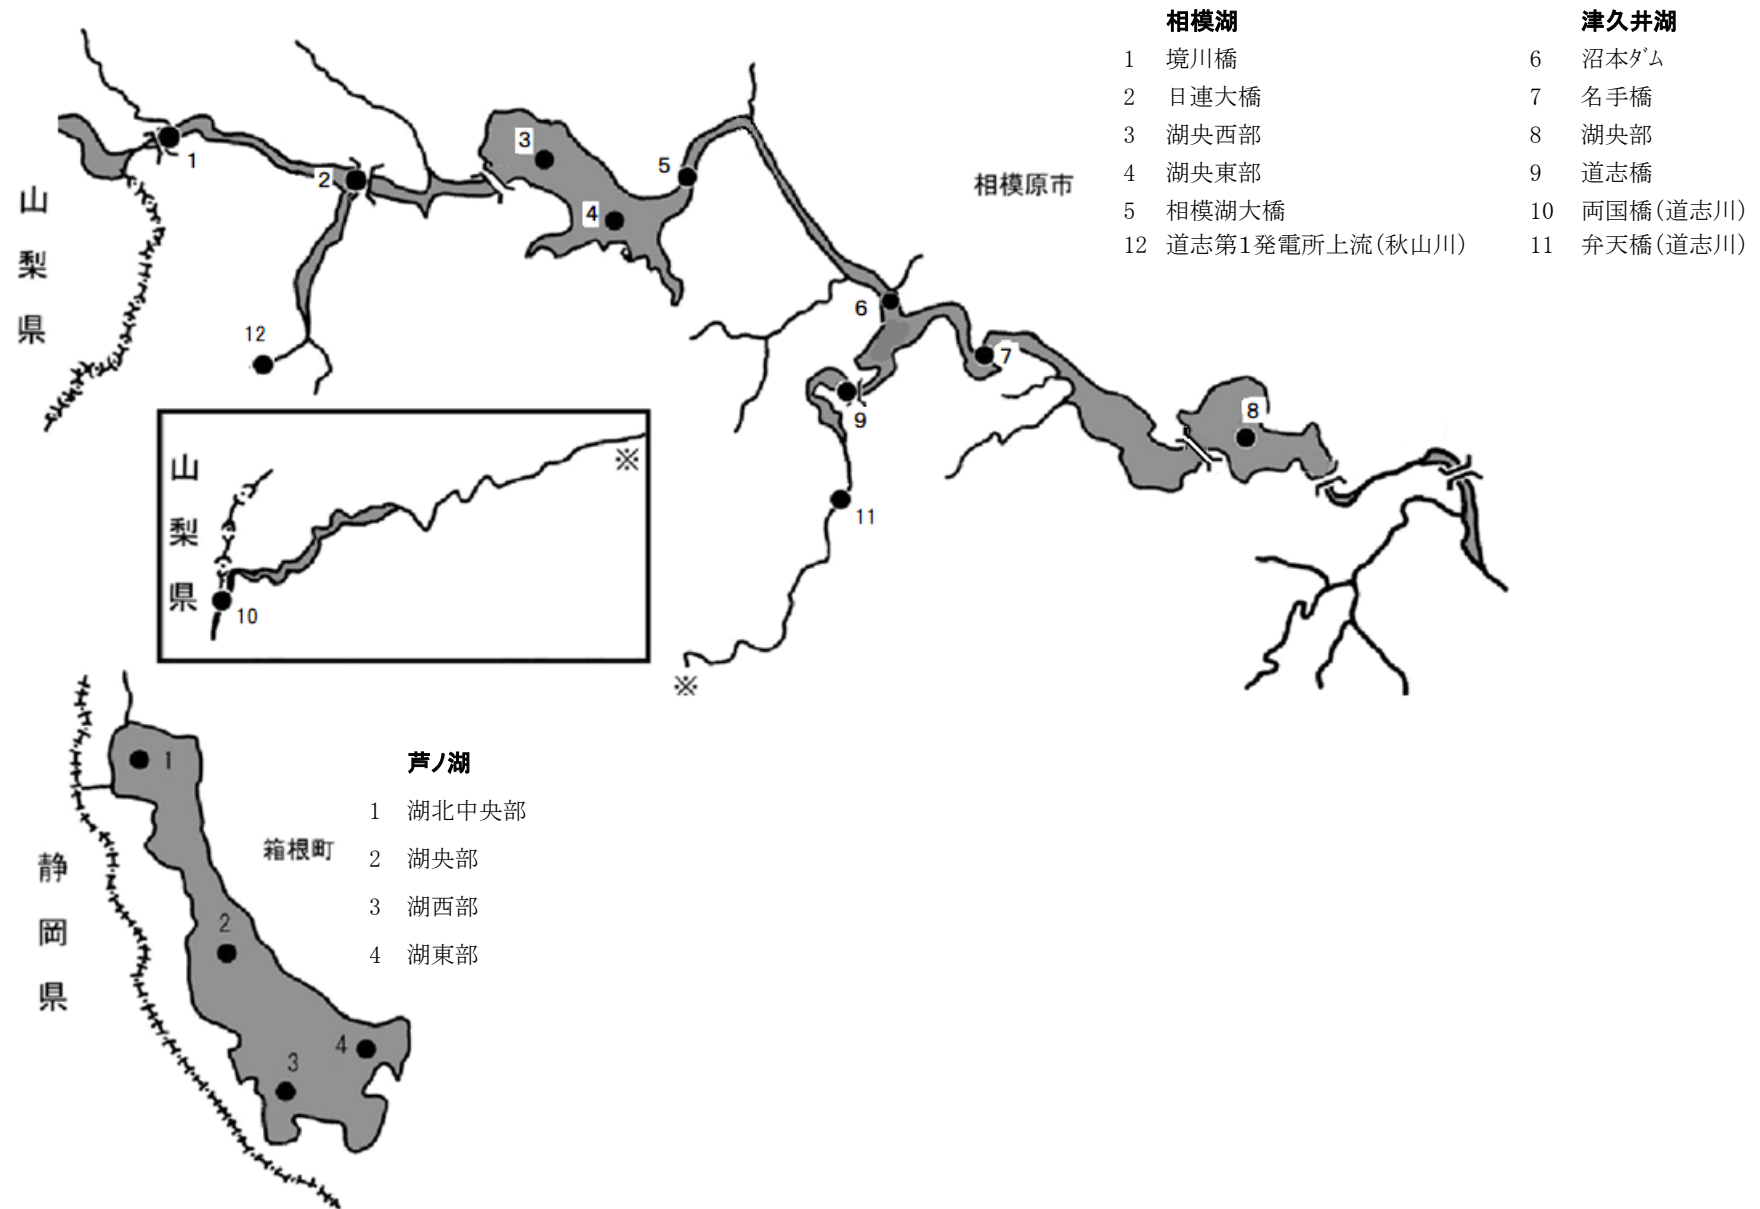 相模湖
1 境川橋
2 日連大橋
3 湖央西部
4 湖央東部
5 相模湖大橋
12 道志第1発電所上流(秋山川)
津久井湖
6 沼本ﾀﾞﾑ
7 名手橋
8 湖央部
9 道志橋
10 両国橋(道志川)
11 弁天橋(道志川)
相模原市
山梨県
1
2
3
4
5
6
7
8
9
11
12
※
山梨県
※
10
芦ノ湖
1 湖北中央部
2 湖央部
3 湖西部
4 湖東部
箱根町
静岡県
1
2
3
4